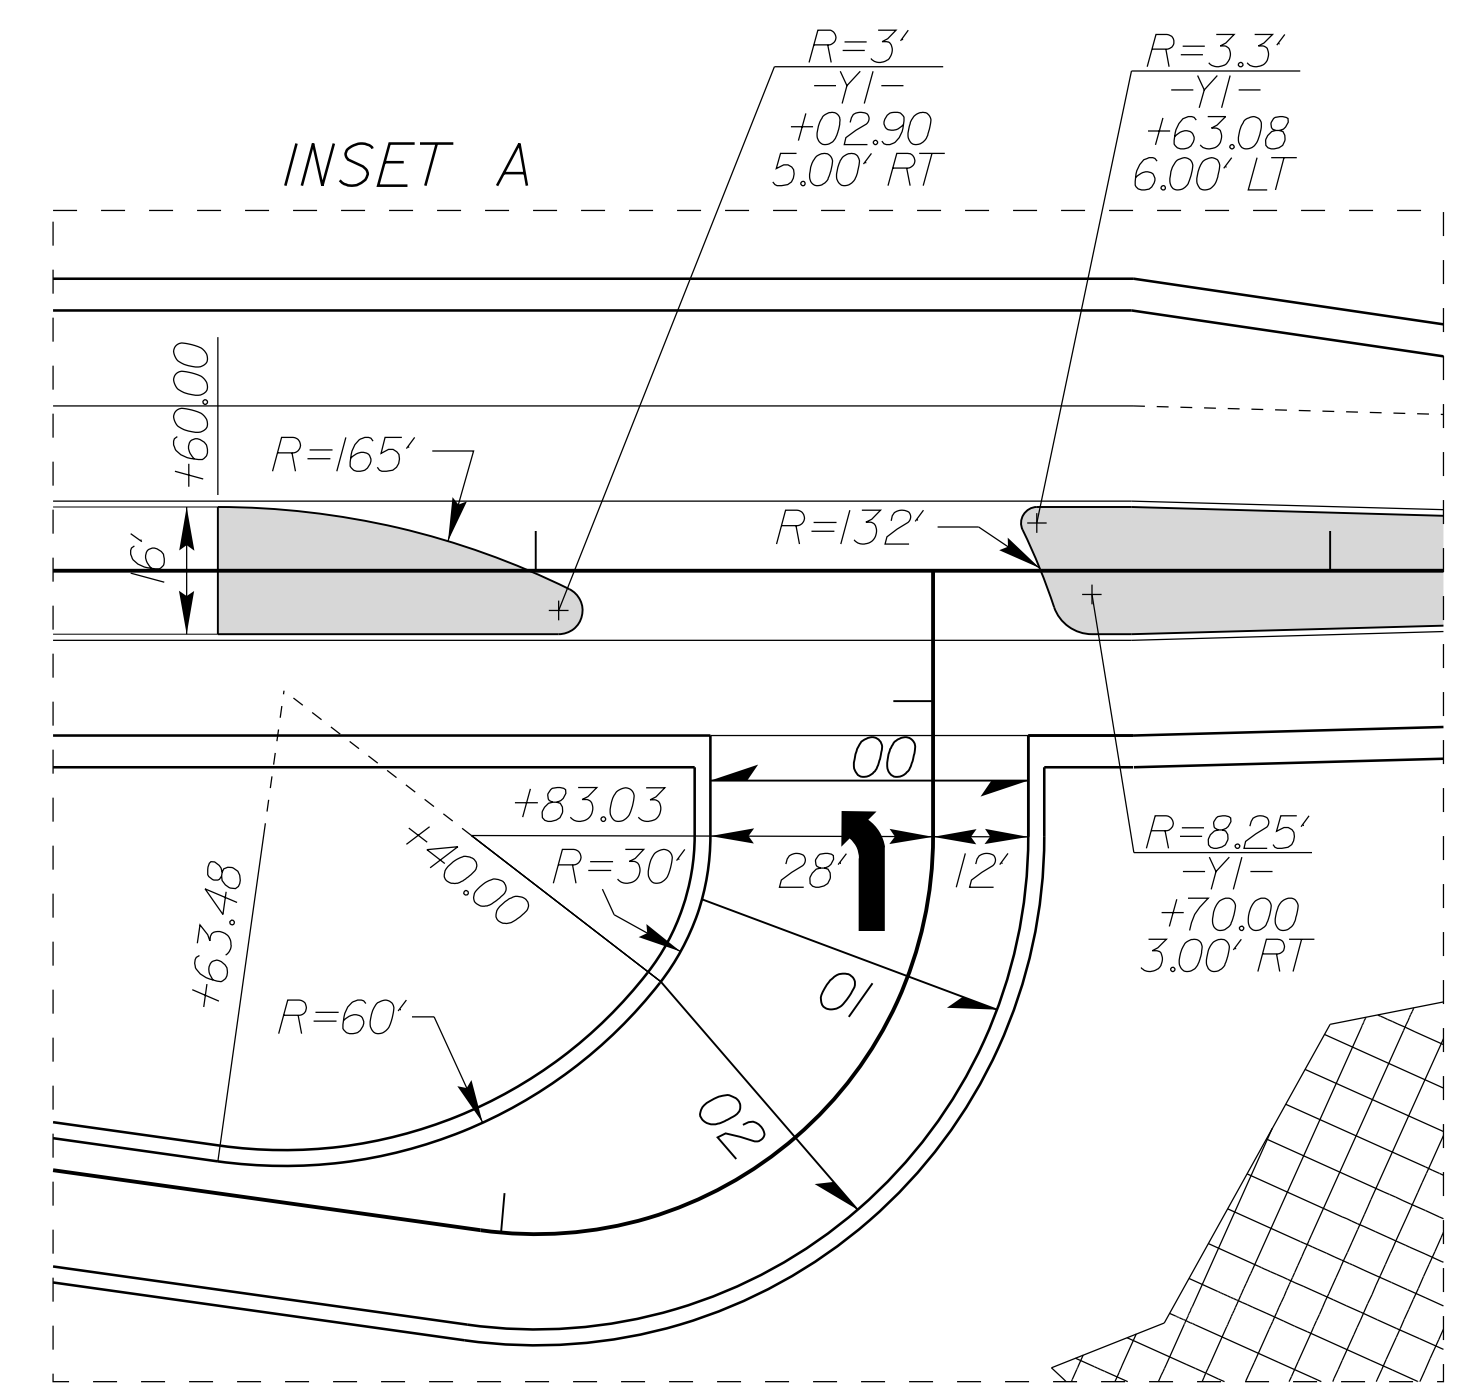 R=3'
-Y1-
+02.90
5.00' RT
R=3.3'
-Y1-
+63.08
6.00' LT
INSET A
+60.00
R=165'
16'
R=132'
00
+83.03
R=30'
28'
12'
+40.00
R=8.25'
-Y1-
+70.00
3.00' RT
+63.48
R=60'
01
02